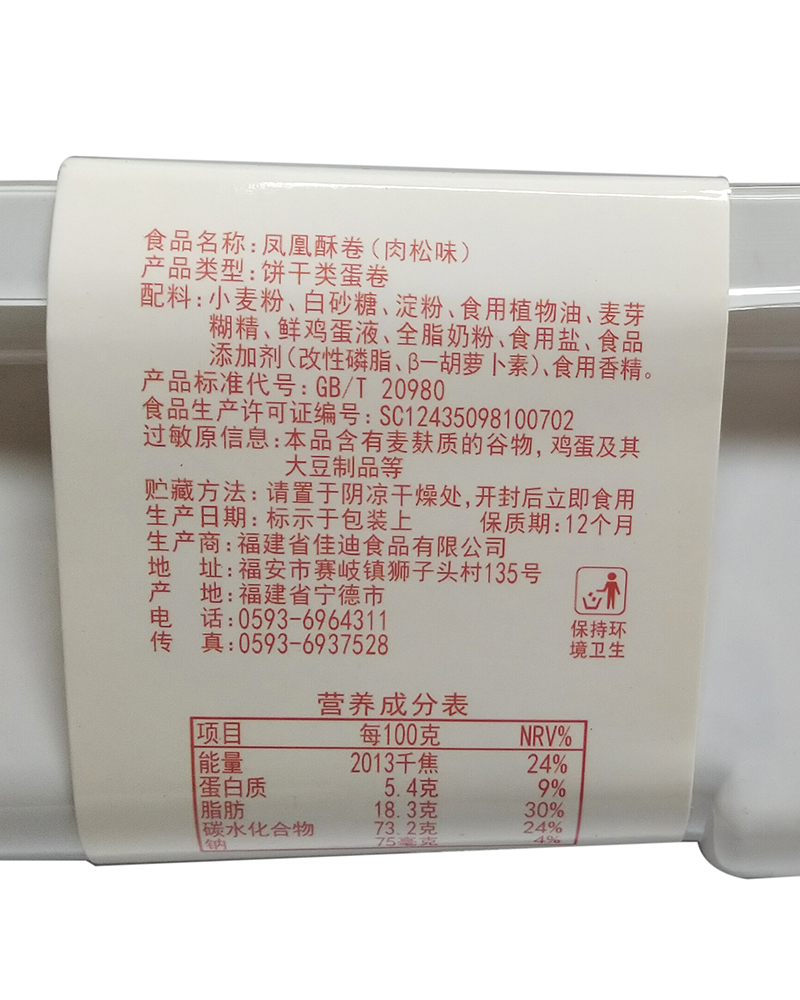 食品名称:凤凰酥卷(肉松味)
产品类型:饼干类蛋卷
配料:小麦粉、白砂糖、淀粉、食用植物油、麦芽
糊精、鲜鸡蛋液、全脂奶粉、食用盐、食品
添加剂(改性磷脂、β—胡萝卜素)、食用香精。
产品标准代号:GB/T 20980
食品生产许可证编号:SC12435098100702
过敏原信息:本品含有麦麸质的谷物,鸡蛋及其
大豆制品等
贮藏方法:请置于阴凉干燥处,开封后立即食用
生产日期:标示于包装上 保质期:12个月
生产商:福建省佳迪食品有限公司
地 址:福安市赛岐镇狮子头村135号
产 地:福建省宁德市
电 话:0593-6964311
传 真:0593-6937528
保持环
境卫生
营养成分表
项目 每100克 NRV%
能量 2013千焦 24%
蛋白质 5.4克 9%
脂肪 18.3克 30%
碳水化合物 73.2克 24%
钠 75毫克 4%